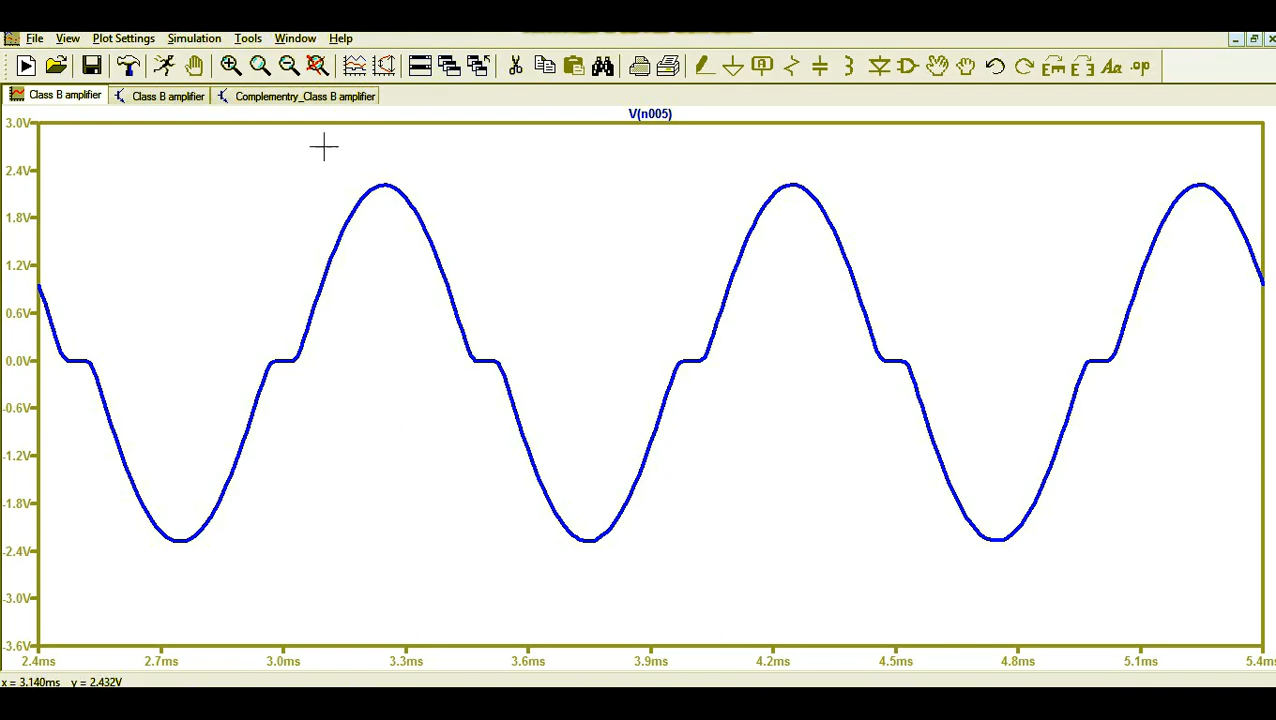 File View Plot Settings Simulation Tools Window Help
Aa .op
Class B amplifier Class B amplifier Complementry_Class B amplifier
V(n005)
3.0V
2.4V
1.8V
1.2V
0.6V
0.0V
-0.6V
-1.2V
-1.8V
-2.4V
-3.0V
-3.6V
2.4ms 2.7ms 3.0ms 3.3ms 3.6ms 3.9ms 4.2ms 4.5ms 4.8ms 5.1ms 5.4ms
x = 3.140ms y = 2.432V